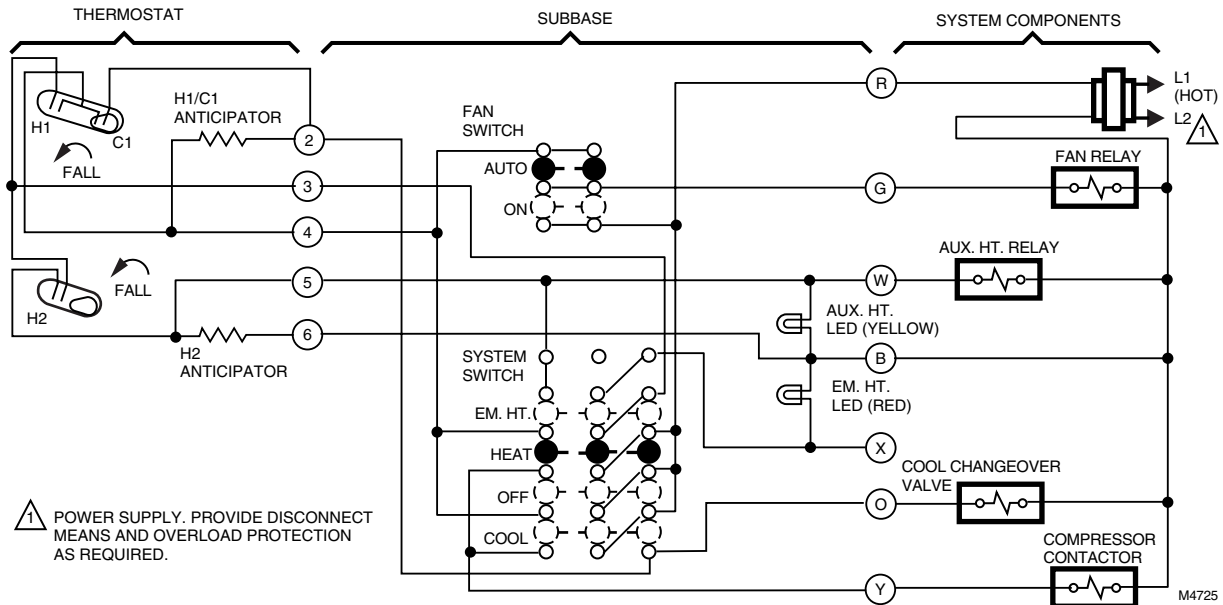 THERMOSTAT
SUBBASE
SYSTEM COMPONENTS
H1
C1
FALL
H1/C1
ANTICIPATOR
2
3
4
FAN
SWITCH
AUTO
ON
R
L1
(HOT)
L2
1
FAN RELAY
G
H2
FALL
5
6
H2
ANTICIPATOR
AUX. HT. RELAY
W
AUX. HT.
LED (YELLOW)
B
EM. HT.
LED (RED)
X
SYSTEM
SWITCH
EM. HT.
HEAT
OFF
COOL
COOL CHANGEOVER
VALVE
O
COMPRESSOR
CONTACTOR
Y
1 POWER SUPPLY. PROVIDE DISCONNECT
MEANS AND OVERLOAD PROTECTION
AS REQUIRED.
M4725